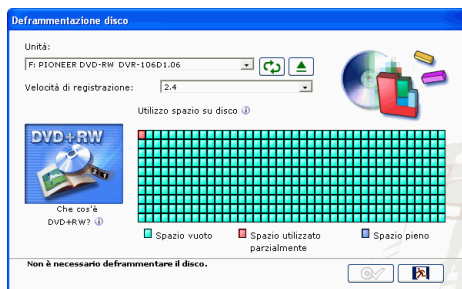 Deframmentazione disco
Unità:
F: PIONEER DVD-RW DVR-106D1.06
Velocità di registrazione:
2.4
Utilizzo spazio su disco
DVD+RW
Che cos'è
DVD+RW?
Spazio vuoto
Spazio utilizzato
parzialmente
Spazio pieno
Non è necessario deframmentare il disco.